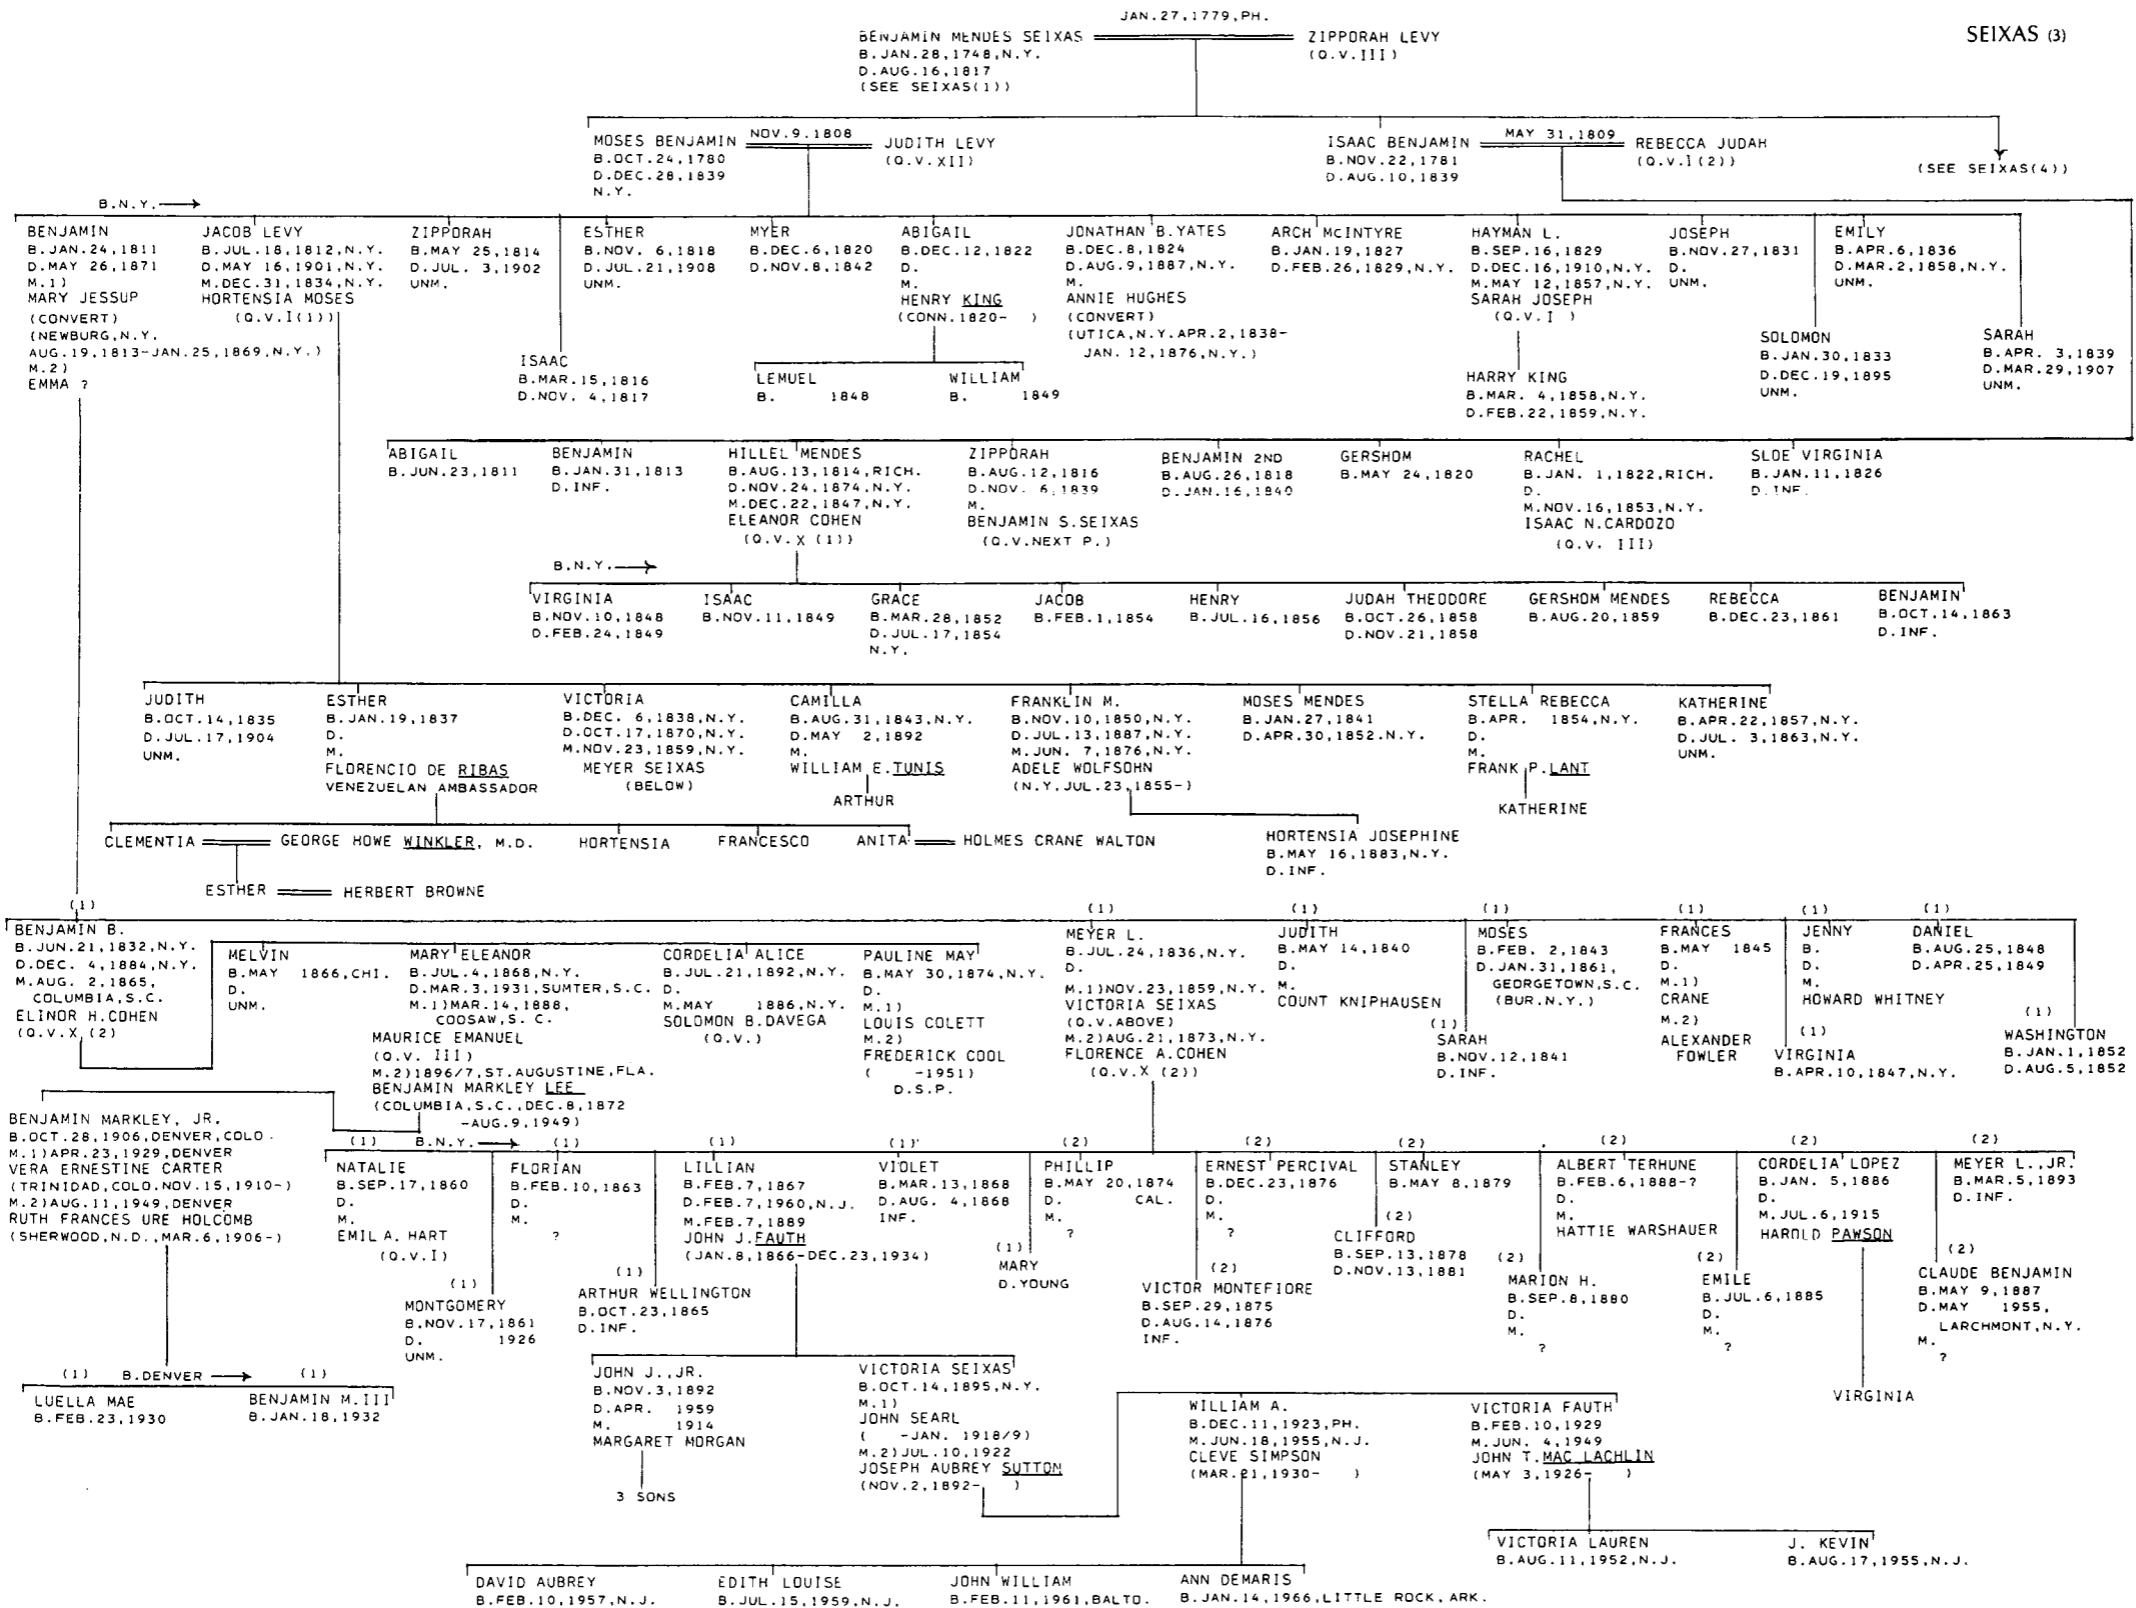 SEIXAS (3)
JAN.27,1779,PH.
BENJAMIN MENDES SEIXAS
B.JAN.28,1748,N.Y.
D.AUG.16,1817
(SEE SEIXAS(1))
ZIPPORAH LEVY
(Q.V.III)
MOSES BENJAMIN
B.OCT.24,1780
D.DEC.28,1839
N.Y.
NOV.9.1808
JUDITH LEVY
(Q.V.XII)
ISAAC BENJAMIN
B.NOV.22,1781
D.AUG.10,1839
MAY 31,1809
REBECCA JUDAH
(Q.V.I(2))
(SEE SEIXAS(4))
B.N.Y.→
BENJAMIN
B.JAN.24,1811
D.MAY 26,1871
M.1)
MARY JESSUP
(CONVERT)
(NEWBURG,N.Y.
AUG.19,1813-JAN.25,1869,N.Y.)
M.2)
EMMA ?
JACOB LEVY
B.JUL.18,1812,N.Y.
D.MAY 16,1901,N.Y.
M.DEC.31,1834,N.Y.
HORTENSIA MOSES
(Q.V.I(1))
ZIPPORAH
B.MAY 25,1814
D.JUL. 3,1902
UNM.
ISAAC
B.MAR.15,1816
D.NOV. 4,1817
ESTHER
B.NOV. 6,1818
D.JUL.21,1908
UNM.
MYER
B.DEC.6,1820
D.NOV.8,1842
ABIGAIL
B.DEC.12,1822
D.
M.
HENRY KING
(CONN.1820- )
LEMUEL
B. 1848
WILLIAM
B. 1849
JONATHAN B.YATES
B.DEC.8,1824
D.AUG.9,1887,N.Y.
M.
ANNIE HUGHES
(CONVERT)
(UTICA,N.Y.APR.2,1838-
JAN. 12,1876,N.Y.)
ARCH McINTYRE
B.JAN.19,1827
D.FEB.26,1829,N.Y.
HAYMAN L.
B.SEP.16,1829
D.DEC.16,1910,N.Y.
M.MAY 12,1857,N.Y.
SARAH JOSEPH
(Q.V.I )
HARRY KING
B.MAR. 4,1858,N.Y.
D.FEB.22,1859,N.Y.
JOSEPH
B.NOV.27,1831
D.
UNM.
SOLOMON
B.JAN.30,1833
D.DEC.19,1895
UNM.
EMILY
B.APR.6,1836
D.MAR.2,1858,N.Y.
UNM.
SARAH
B.APR. 3,1839
D.MAR.29,1907
UNM.
ABIGAIL
B.JUN.23,1811
BENJAMIN
B.JAN.31,1813
D.INF.
HILLEL MENDES
B.AUG.13,1814,RICH.
D.NOV.24,1874,N.Y.
M.DEC.22,1847,N.Y.
ELEANOR COHEN
(Q.V.X (1))
ZIPPORAH
B.AUG.12,1816
D.NOV. 6,1839
M.
BENJAMIN S.SEIXAS
(Q.V.NEXT P.)
BENJAMIN 2ND
B.AUG.26,1818
D.JAN.16,1840
GERSHOM
B.MAY 24,1820
RACHEL
B.JAN. 1,1822,RICH.
D.
M.NOV.16,1853,N.Y.
ISAAC N.CARDOZO
(Q.V. III)
SLOE VIRGINIA
B.JAN.11,1826
D.INF.
B.N.Y.→
VIRGINIA
B.NOV.10,1848
D.FEB.24,1849
ISAAC
B.NOV.11,1849
GRACE
B.MAR.28,1852
D.JUL.17,1854
N.Y.
JACOB
B.FEB.1,1854
HENRY
B.JUL.16,1856
JUDAH THEODORE
B.OCT.26,1858
D.NOV.21,1858
GERSHOM MENDES
B.AUG.20,1859
REBECCA
B.DEC.23,1861
BENJAMIN
B.OCT.14,1863
D.INF.
JUDITH
B.OCT.14,1835
D.JUL.17,1904
UNM.
ESTHER
B.JAN.19,1837
D.
M.
FLORENCIO DE RIBAS
VENEZUELAN AMBASSADOR
VICTORIA
B.DEC. 6,1838,N.Y.
D.OCT.17,1870,N.Y.
M.NOV.23,1859,N.Y.
MEYER SEIXAS
(BELOW)
CAMILLA
B.AUG.31,1843,N.Y.
D.MAY 2,1892
M.
WILLIAM E.TUNIS
ARTHUR
FRANKLIN M.
B.NOV.10,1850,N.Y.
D.JUL.13,1887,N.Y.
M.JUN. 7,1876,N.Y.
ADELE WOLFSOHN
(N.Y.JUL.23,1855-)
MOSES MENDES
B.JAN.27,1841
D.APR.30,1852.N.Y.
STELLA REBECCA
B.APR. 1854,N.Y.
D.
M.
FRANK P.LANT
KATHERINE
KATHERINE
B.APR.22,1857,N.Y.
D.JUL. 3,1863,N.Y.
UNM.
CLEMENTIA
GEORGE HOWE WINKLER, M.D.
HORTENSIA
FRANCESCO
ANITA
HOLMES CRANE WALTON
HORTENSIA JOSEPHINE
B.MAY 16,1883,N.Y.
D.INF.
ESTHER
HERBERT BROWNE
(1)
BENJAMIN B.
B.JUN.21,1832,N.Y.
D.DEC. 4,1884,N.Y.
M.AUG. 2,1865,
COLUMBIA,S.C.
ELINOR H.COHEN
(Q.V.X,(2)
MELVIN
B.MAY 1866,CHI.
D.
UNM.
MARY ELEANOR
B.JUL.4,1868,N.Y.
D.MAR.3,1931,SUMTER,S.C.
M.1)MAR.14,1888,
COOSAW,S. C.
MAURICE EMANUEL
(Q.V. III)
M.2)1896/7,ST.AUGUSTINE,FLA.
BENJAMIN MARKLEY LEE
(COLUMBIA,S.C.,DEC.8,1872
-AUG.9,1949)
CORDELIA ALICE
B.JUL.21,1892,N.Y.
D.
M.MAY 1886,N.Y.
SOLOMON B.DAVEGA
(Q.V.)
PAULINE MAY
B.MAY 30,1874,N.Y.
D.
M.1)
LOUIS COLETT
M.2)
FREDERICK COOL
( -1951)
D.S.P.
(1)
MEYER L.
B.JUL.24,1836,N.Y.
D.
M.1)NOV.23,1859,N.Y.
VICTORIA SEIXAS
(Q.V.ABOVE)
M.2)AUG.21,1873,N.Y.
FLORENCE A.COHEN
(Q.V.X (2))
(1)
JUDITH
B.MAY 14,1840
D.
M.
COUNT KNIPHAUSEN
(1)
SARAH
B.NOV.12,1841
D.INF.
(1)
MOSES
B.FEB. 2,1843
D.JAN.31,1861,
GEORGETOWN,S.C.
(BUR.N.Y.)
(1)
FRANCES
B.MAY 1845
D.
M.1)
CRANE
M.2)
ALEXANDER
FOWLER
(1)
JENNY
B.
D.
M.
HOWARD WHITNEY
(1)
VIRGINIA
B.APR.10,1847,N.Y.
(1)
DANIEL
B.AUG.25,1848
D.APR.25,1849
(1)
WASHINGTON
B.JAN.1,1852
D.AUG.5,1852
BENJAMIN MARKLEY, JR.
B.OCT.28,1906,DENVER,COLO.
M.1)APR.23,1929,DENVER
VERA ERNESTINE CARTER
(TRINIDAD,COLO.NOV.15,1910-)
M.2)AUG.11,1949,DENVER
RUTH FRANCES URE HOLCOMB
(SHERWOOD,N.D.,MAR.6,1906-)
(1) B.N.Y.→
NATALIE
B.SEP.17,1860
D.
M.
EMIL A. HART
(Q.V.I)
(1)
MONTGOMERY
B.NOV.17,1861
D. 1926
UNM.
(1)
FLORIAN
B.FEB.10,1863
D.
M.
?
(1)
ARTHUR WELLINGTON
B.OCT.23,1865
D.INF.
(1)
LILLIAN
B.FEB.7,1867
D.FEB.7,1960,N.J.
M.FEB.7,1889
JOHN J.FAUTH
(JAN.8,1866-DEC.23,1934)
(1)
VIOLET
B.MAR.13,1868
D.AUG. 4,1868
INF.
(1)
MARY
D.YOUNG
(2)
PHILLIP
B.MAY 20,1874
D. CAL.
M.
?
(2)
VICTOR MONTEFIORE
B.SEP.29,1875
D.AUG.14,1876
INF.
(2)
ERNEST PERCIVAL
B.DEC.23,1876
D.
M.
?
(2)
STANLEY
B.MAY 8,1879
(2)
CLIFFORD
B.SEP.13,1878
D.NOV.13,1881
(2)
MARION H.
B.SEP.8,1880
D.
M.
?
(2)
ALBERT TERHUNE
B.FEB.6,1888-?
D.
M.
HATTIE WARSHAUER
(2)
EMILE
B.JUL.6,1885
D.
M.
?
(2)
CORDELIA LOPEZ
B.JAN. 5,1886
D.
M.JUL.6,1915
HAROLD PAWSON
VIRGINIA
(2)
CLAUDE BENJAMIN
B.MAY 9,1887
D.MAY 1955,
LARCHMONT,N.Y.
M.
?
(2)
MEYER L.,JR.
B.MAR.5,1893
D.INF.
(1) B.DENVER → (1)
LUELLA MAE
B.FEB.23,1930
BENJAMIN M.III
B.JAN.18,1932
JOHN J.,JR.
B.NOV.3,1892
D.APR. 1959
M. 1914
MARGARET MORGAN
3 SONS
VICTORIA SEIXAS
B.OCT.14,1895,N.Y.
M.1)
JOHN SEARL
( -JAN. 1918/9)
M.2)JUL.10,1922
JOSEPH AUBREY SUTTON
(NOV.2,1892- )
WILLIAM A.
B.DEC.11,1923,PH.
M.JUN.18,1955,N.J.
CLEVE SIMPSON
(MAR.21,1930- )
VICTORIA FAUTH
B.FEB.10,1929
M.JUN. 4,1949
JOHN T.MAC LACHLIN
(MAY 3,1926- )
VICTORIA LAUREN
B.AUG.11,1952,N.J.
J. KEVIN
B.AUG.17,1955,N.J.
DAVID AUBREY
B.FEB.10,1957,N.J.
EDITH LOUISE
B.JUL.15,1959,N.J.
JOHN WILLIAM
B.FEB.11,1961,BALTO.
ANN DEMARIS
B.JAN.14,1966,LITTLE ROCK,ARK.